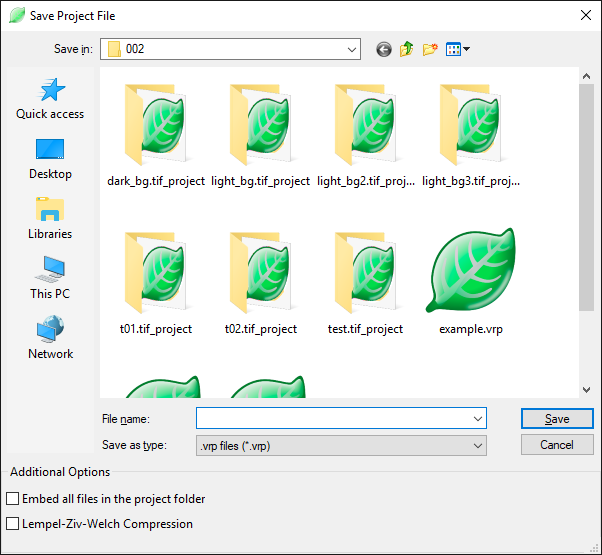 Save Project File
Save in: 002
Quick access
Desktop
Libraries
This PC
Network
dark_bg.tif_project light_bg.tif_project light_bg2.tif_proj... light_bg3.tif_proj...
t01.tif_project t02.tif_project test.tif_project example.vrp
File name:
Save
Save as type: .vrp files (*.vrp)
Cancel
Additional Options
Embed all files in the project folder
Lempel-Ziv-Welch Compression